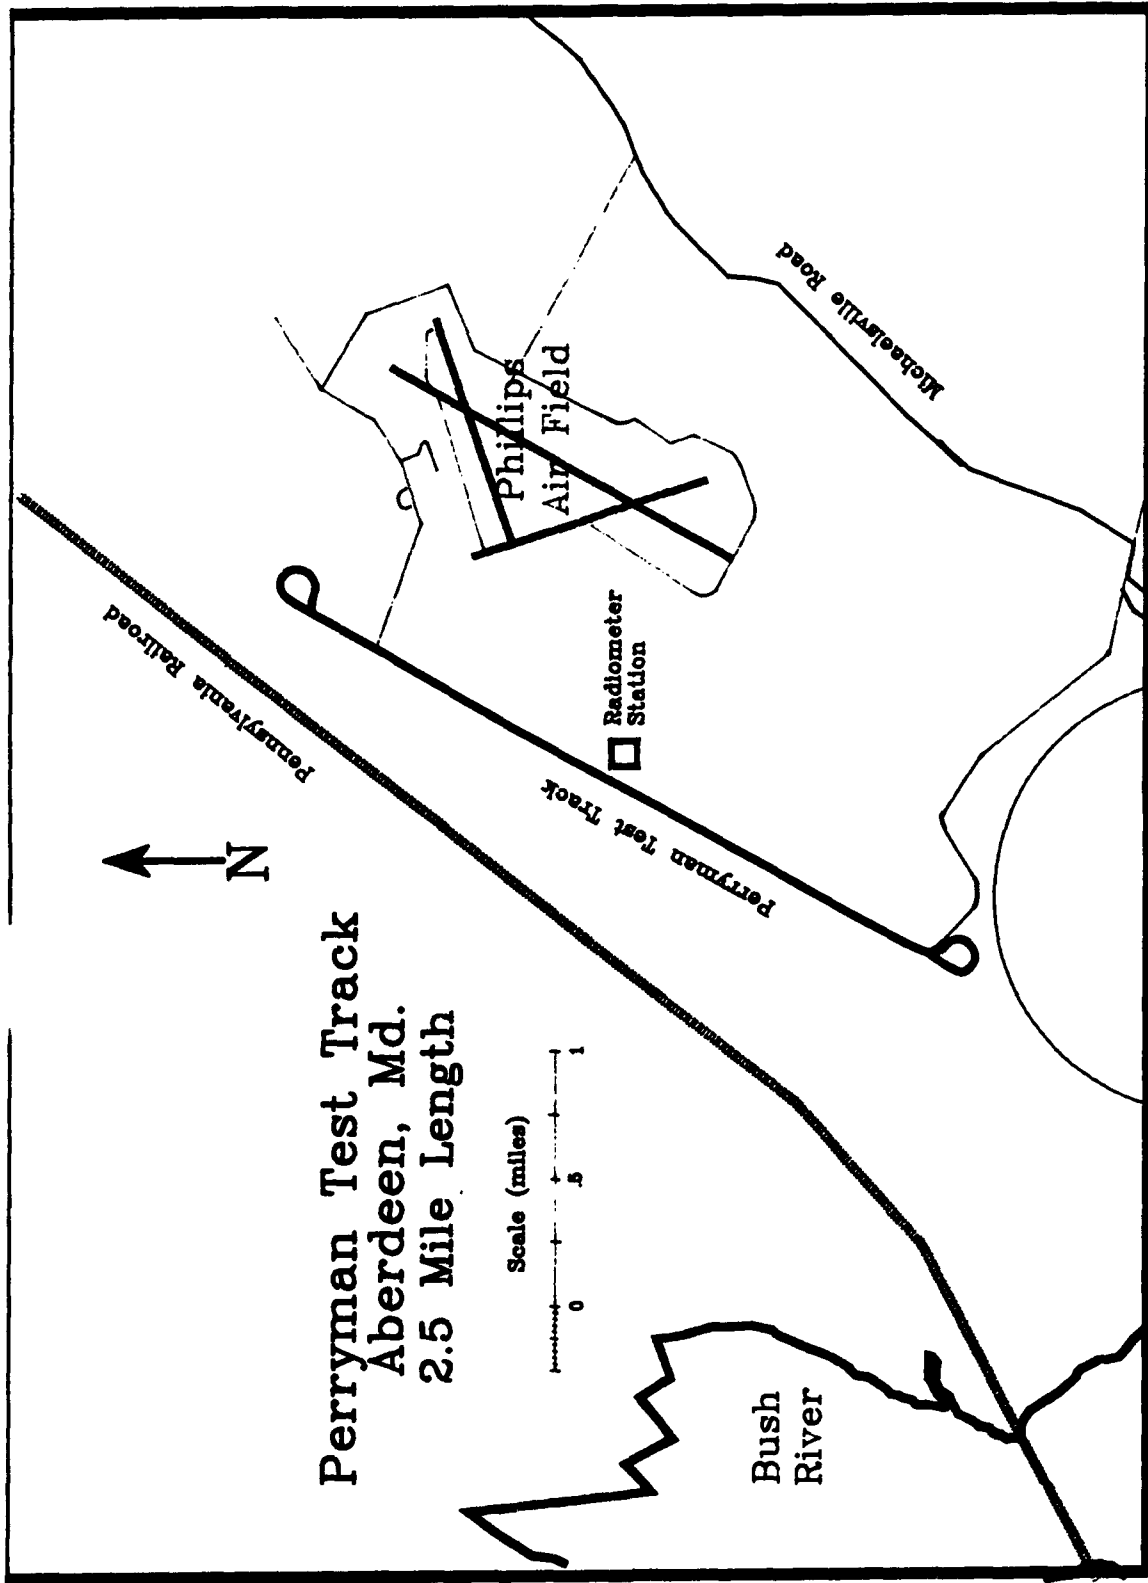 Perryman Test Track
Aberdeen, Md.
2.5 Mile Length
Scale (miles)
0 .5 1
N
Pennsylvania Railroad
Perryman Test Track
Radiometer
Station
Phillips
Air Field
Michaelsville Road
Bush
River